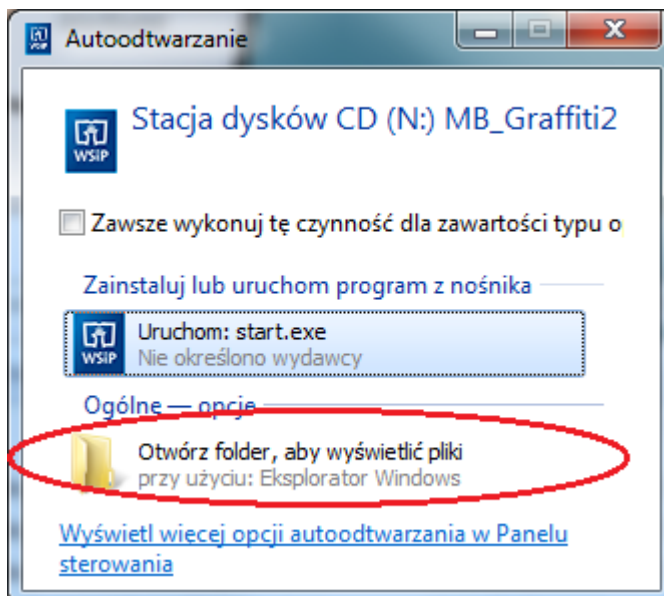 Autoodtwarzanie
Stacja dysków CD (N:) MB_Graffiti2
WSiP
Zawsze wykonuj tę czynność dla zawartości typu o
Zainstaluj lub uruchom program z nośnika
Uruchom: start.exe
WSiP
Nie określono wydawcy
Ogólne — opcje
Otwórz folder, aby wyświetlić pliki
przy użyciu: Eksplorator Windows
Wyświetl więcej opcji autoodtwarzania w Panelu
sterowania